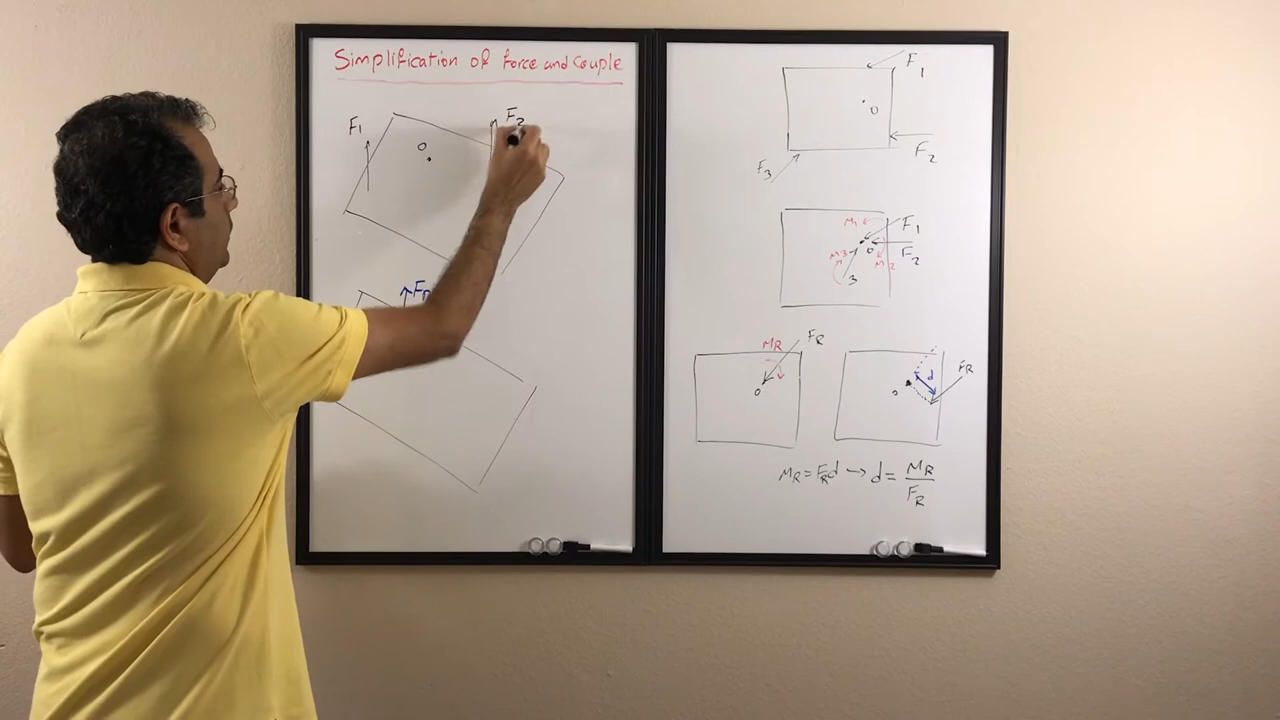 Simplification of force and couple
F1
F2
O
FR
F1
O
F2
F3
M1
F1
O
F2
M3
M2
3
MR
FR
O
d
FR
O
MR = FRd → d = MR
FR